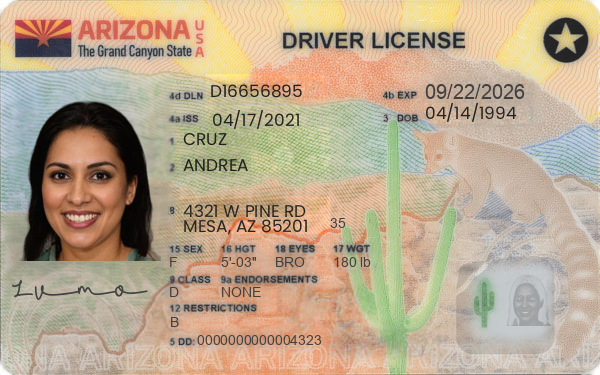 ARIZONA USA
The Grand Canyon State
DRIVER LICENSE
4d DLN D16656895
4b EXP 09/22/2026
4a ISS 04/17/2021
3 DOB 04/14/1994
1 CRUZ
2 ANDREA
8 4321 W PINE RD
MESA, AZ 85201
35
15 SEX 16 HGT 18 EYES 17 WGT
F 5'-03" BRO 180 lb
9 CLASS 9a ENDORSEMENTS
D NONE
12 RESTRICTIONS
B
5 DD: 0000000000004323
ARIZONA ARIZONA ARIZONA ARIZONA